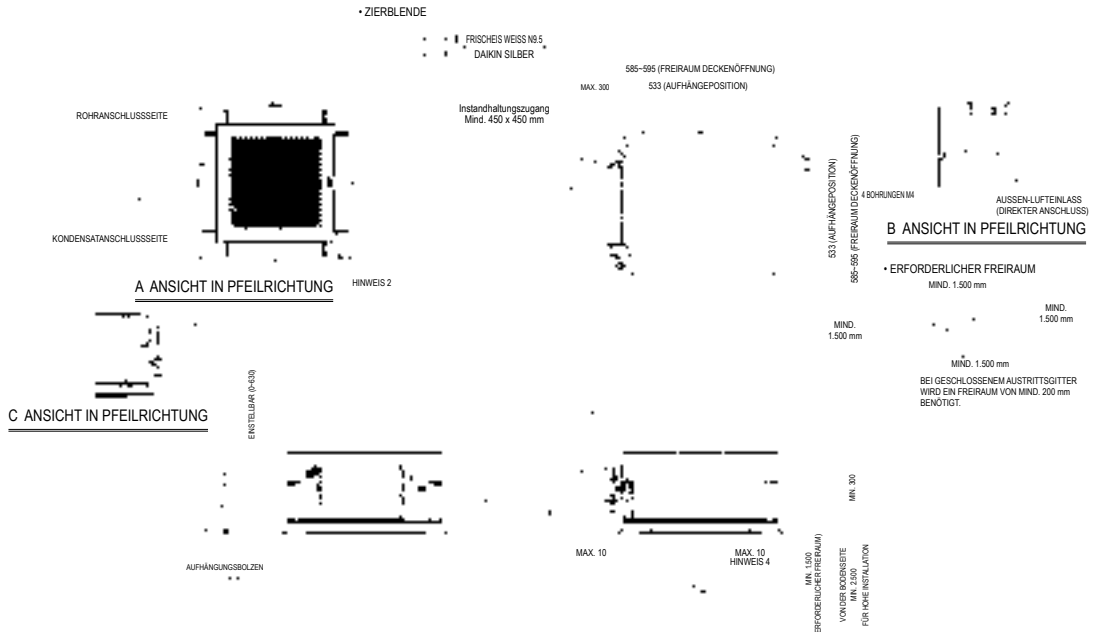 • ZIERBLENDE
FRISCHEIS WEISS N9.5
DAIKIN SILBER
585~595 (FREIRAUM DECKENÖFFNUNG)
MAX. 300
533 (AUFHÄNGEPOSITION)
Instandhaltungszugang
Mind. 450 x 450 mm
ROHRANSCHLUSSSEITE
KONDENSATANSCHLUSSSEITE
A ANSICHT IN PFEILRICHTUNG
HINWEIS 2
533 (AUFHÄNGEPOSITION)
585~595 (FREIRAUM DECKENÖFFNUNG)
4 BOHRUNGEN M4
AUSSEN-LUFTEINLASS
(DIREKTER ANSCHLUSS)
B ANSICHT IN PFEILRICHTUNG
• ERFORDERLICHER FREIRAUM
MIND. 1.500 mm
MIND.
1.500 mm
MIND.
1.500 mm
MIND. 1.500 mm
BEI GESCHLOSSENEM AUSTRITTSGITTER
WIRD EIN FREIRAUM VON MIND. 200 mm
BENÖTIGT.
C ANSICHT IN PFEILRICHTUNG
EINSTELLBAR (0~630)
AUFHÄNGUNGSBOLZEN
MAX. 10
MAX. 10
HINWEIS 4
MIN. 300
MIN. 1.500
(ERFORDERLICHER FREIRAUM)
VON DER BODENSEITE
MIN. 2.500
FÜR HOHE INSTALLATION